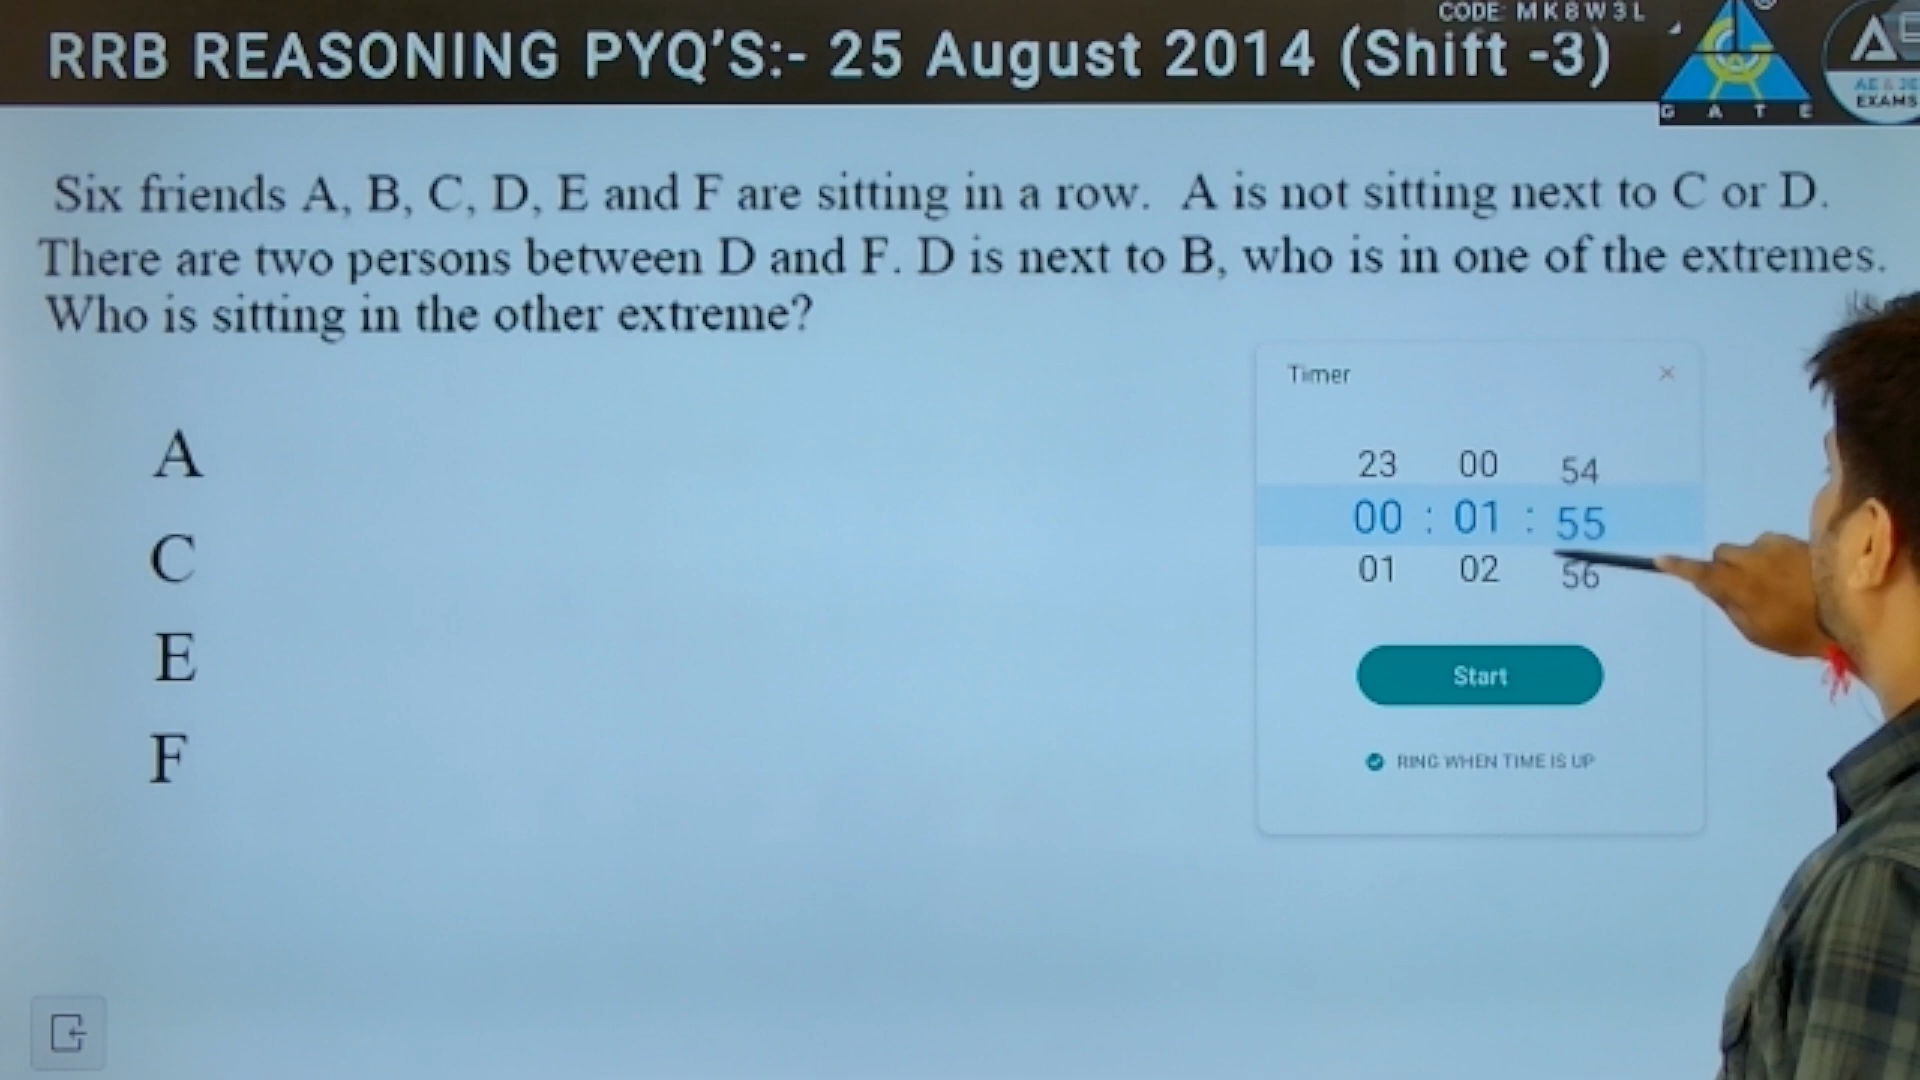 CODE: MK8W3L
RRB REASONING PYQ'S:- 25 August 2014 (Shift -3)
GATE
AE & JE
EXAMS
Six friends A, B, C, D, E and F are sitting in a row. A is not sitting next to C or D.
There are two persons between D and F. D is next to B, who is in one of the extremes.
Who is sitting in the other extreme?
A
C
E
F
Timer
23 00 54
00 : 01 : 55
01 02 56
Start
RING WHEN TIME IS UP